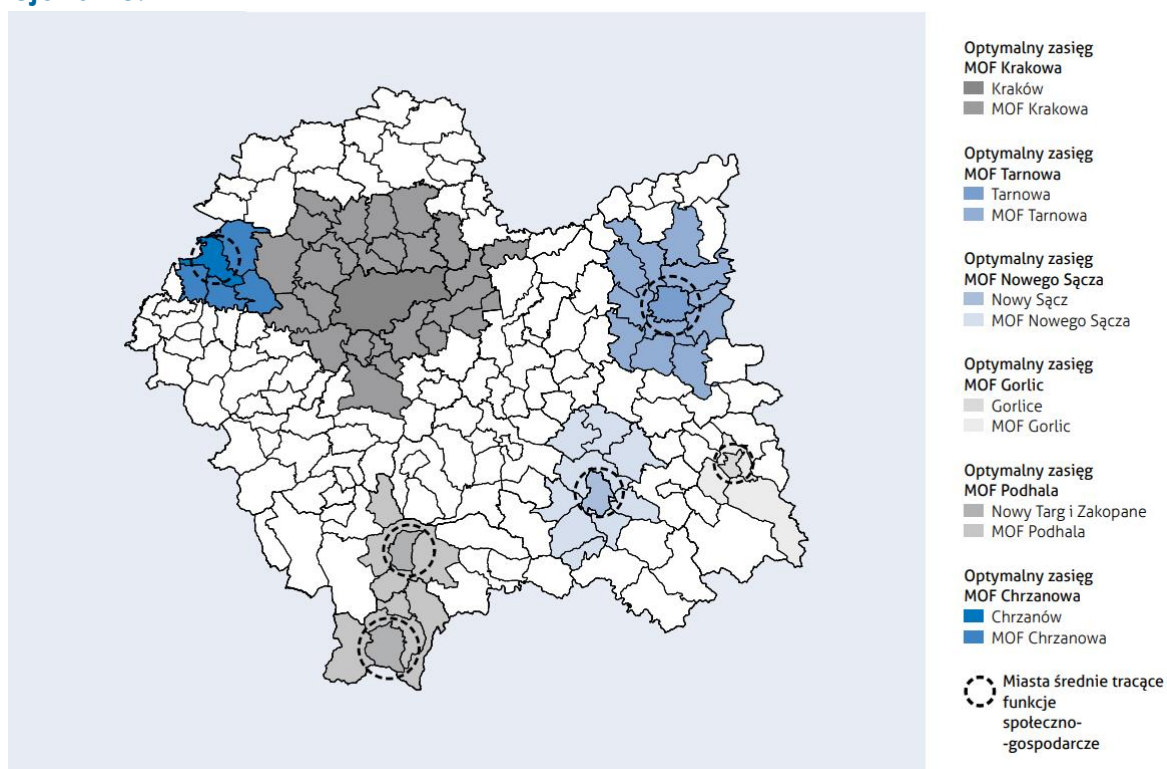 Optymalny zasięg
MOF Krakowa
Kraków
MOF Krakowa
Optymalny zasięg
MOF Tarnowa
Tarnowa
MOF Tarnowa
Optymalny zasięg
MOF Nowego Sącza
Nowy Sącz
MOF Nowego Sącza
Optymalny zasięg
MOF Gorlic
Gorlice
MOF Gorlic
Optymalny zasięg
MOF Podhala
Nowy Targ i Zakopane
MOF Podhala
Optymalny zasięg
MOF Chrzanowa
Chrzanów
MOF Chrzanowa
Miasta średnie tracące
funkcje
społeczno-
-gospodarcze